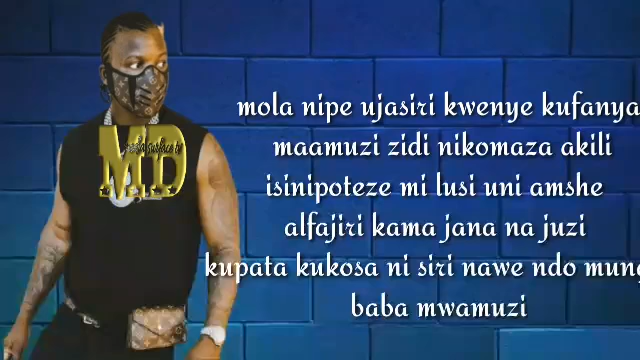 mola nipe ujasiri kwenye kufanya
maamuzi zidi nikomaza akili
isinipoteze mi lusi uni amshe
alfajiri kama jana na juzi
kupata kukosa ni siri nawe ndo mung
baba mwamuzi
MD